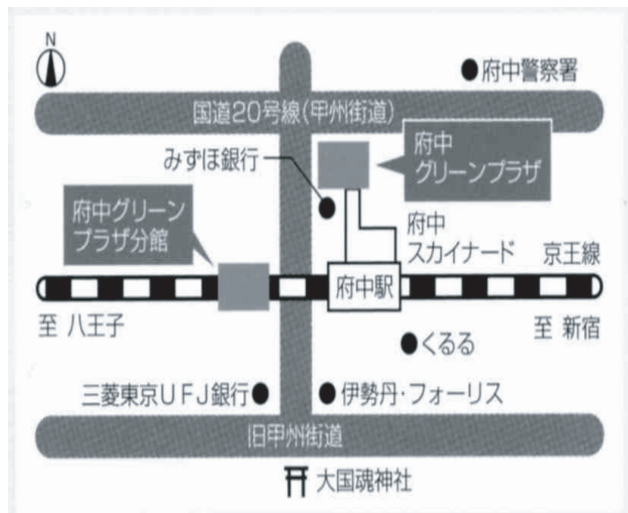 N
府中警察署
国道20号線(甲州街道)
みずほ銀行
府中
グリーンプラザ
府中グリーン
プラザ分館
府中
スカイナード
京王線
府中駅
至 八王子
至 新宿
くるる
三菱東京UFJ銀行
伊勢丹・フォーリス
旧甲州街道
大国魂神社